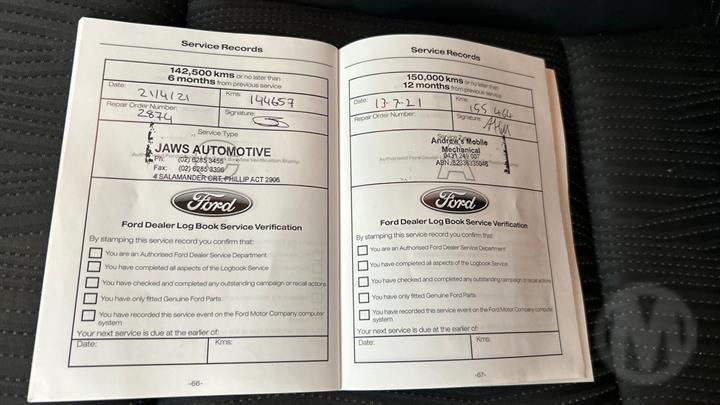 Service Records
142,500 kms or no later than
6 months from previous service
Date: 21/4/21 Kms: 144657
Repair Order Number: Signature:
2874
Service Type
JAWS AUTOMOTIVE
Ph: (02) 6285 3455
Fax: (02) 6285 3396
4 SALAMANDER CRT, PHILLIP ACT 2906
Ford
Ford Dealer Log Book Service Verification
By stamping this service record you confirm that:
You are an Authorised Ford Dealer Service Department
You have completed all aspects of the Logbook Service
You have checked and completed any outstanding campaign or recall actions
You have only fitted Genuine Ford Parts
You have recorded this service event on the Ford Motor Company computer
system
Your next service is due at the earlier of:
Date: Kms:
-66-
Service Records
150,000 kms or no later than
12 months from previous service
Date: 13.7.21 Kms: 155 464
Repair Order Number: Signature:
Andrew's Mobile
Mechanical
0431 249 007
Ford
Ford Dealer Log Book Service Verification
By stamping this service record you confirm that:
You are an Authorised Ford Dealer Service Department
You have completed all aspects of the Logbook Service
You have checked and completed any outstanding campaign or recall actions
You have only fitted Genuine Ford Parts
You have recorded this service event on the Ford Motor Company computer
system
Your next service is due at the earlier of:
Date: Kms:
-67-
M